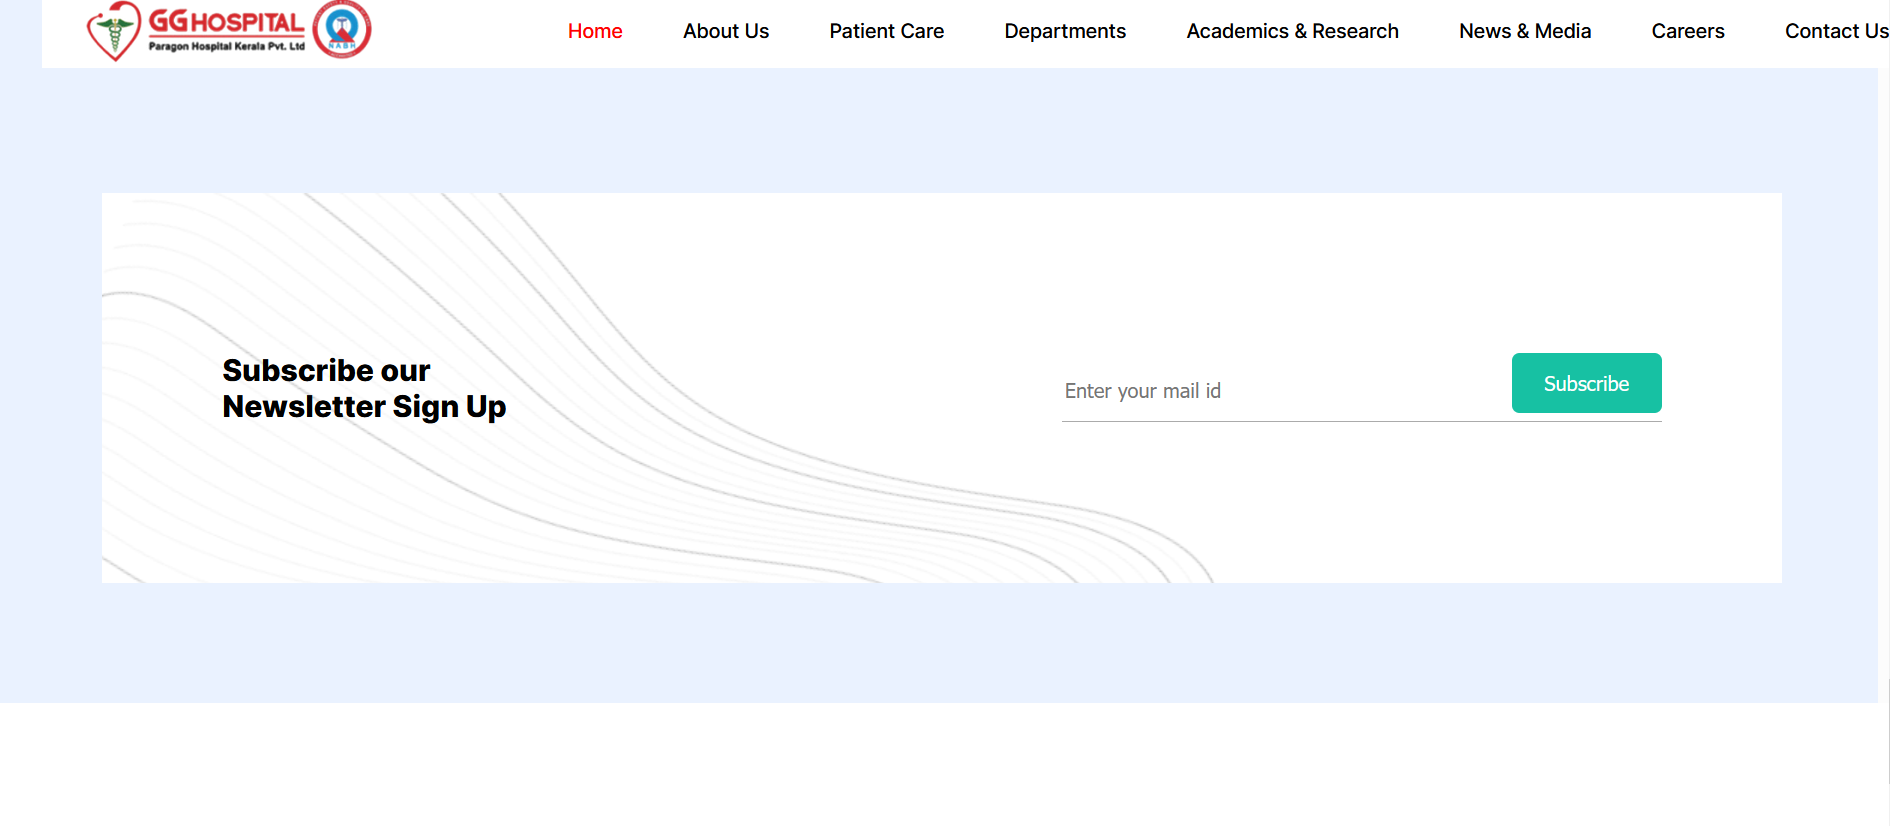 GG HOSPITAL
Paragon Hospital Kerala Pvt. Ltd
NABH
Home
About Us
Patient Care
Departments
Academics & Research
News & Media
Careers
Contact Us
Subscribe our
Newsletter Sign Up
Enter your mail id
Subscribe